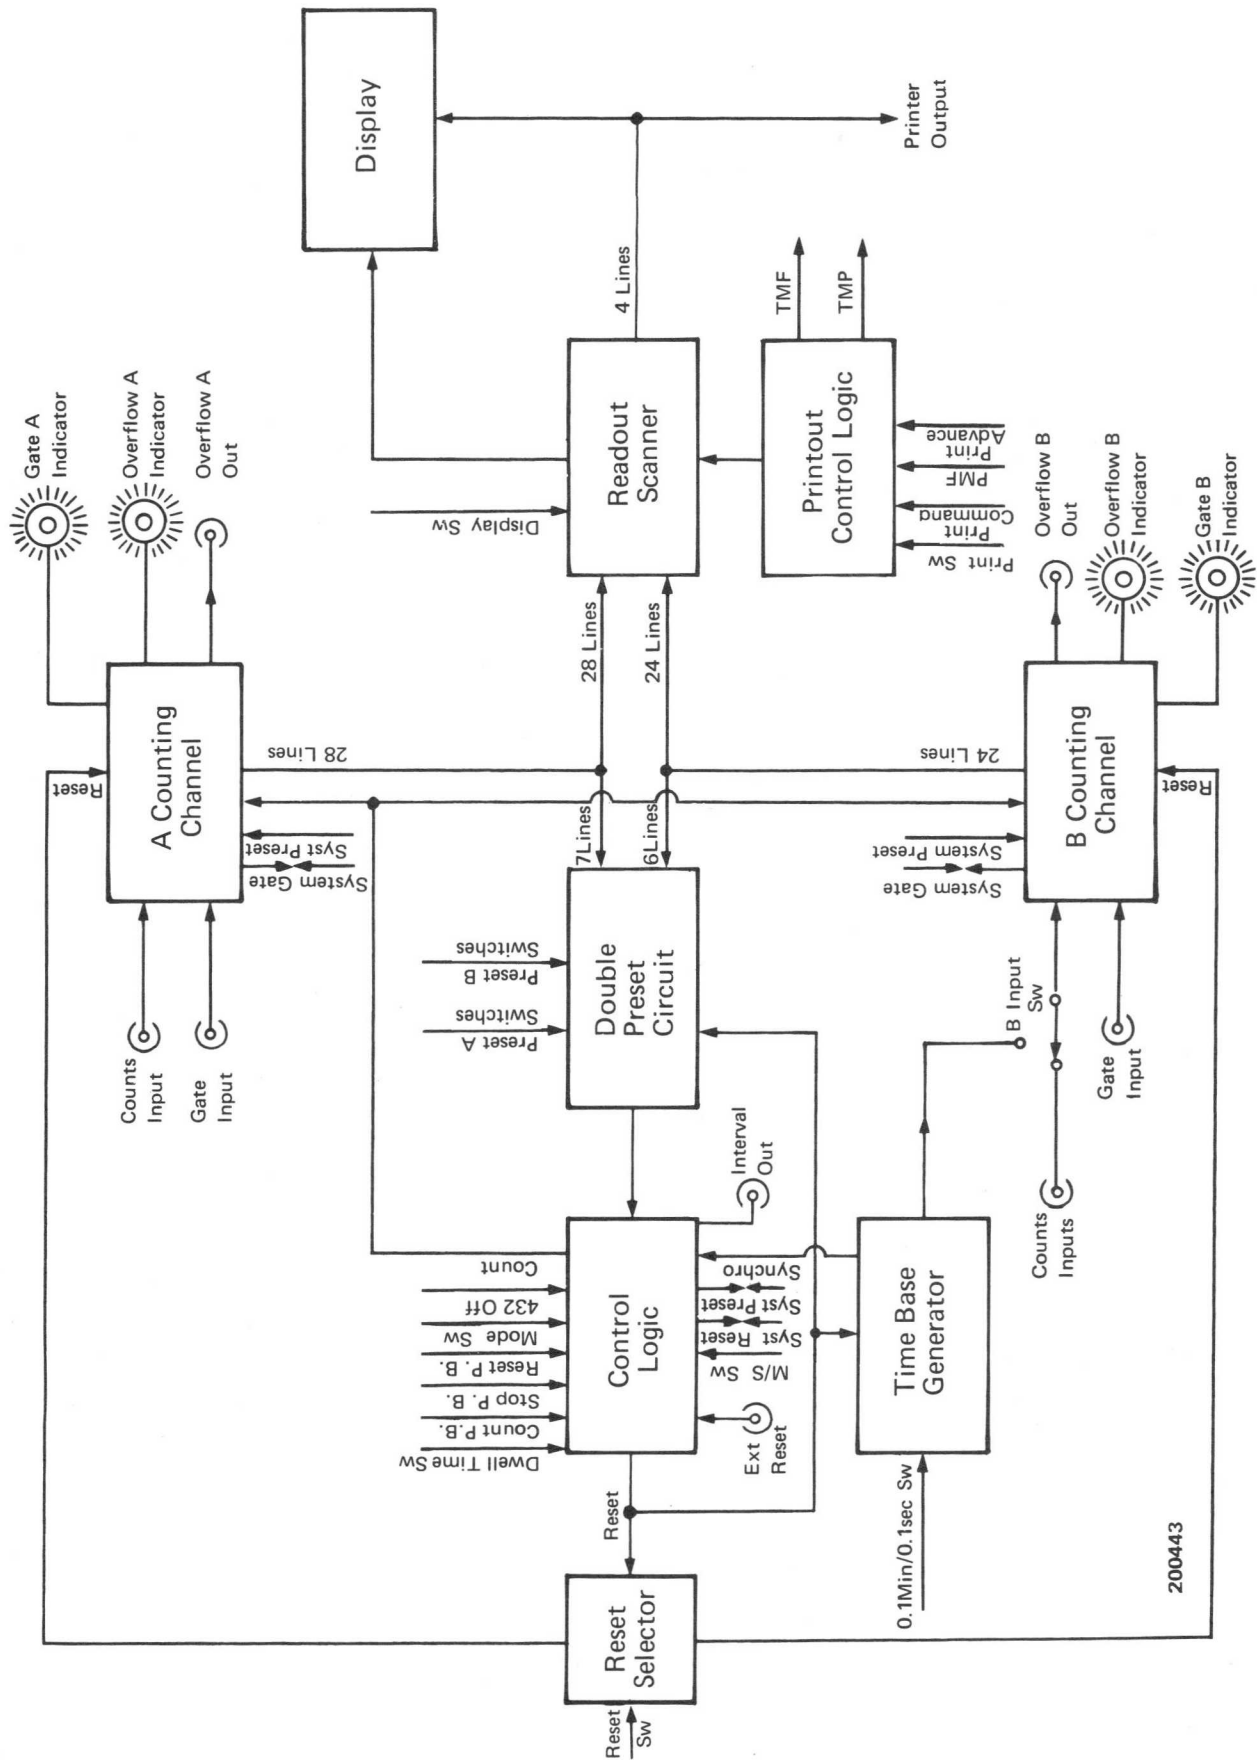 Gate A
Indicator
Overflow A
Indicator
Overflow A
Out
Reset
A Counting
Channel
Counts
Input
Gate
Input
System Gate
Syst Preset
28 Lines
Display
Printer
Output
4 Lines
Readout
Scanner
Display Sw
28 Lines
24 Lines
7Lines
6Lines
Printout
Control Logic
TMF
TMP
Print Sw
Print
Command
PMF
Print
Advance
Preset A
Switches
Preset B
Switches
Double
Preset
Circuit
Dwell Time Sw
Count P.B.
Stop P. B.
Reset P. B.
Mode Sw
432 Off
Count
Control
Logic
Interval
Out
Ext
Reset
M/S Sw
Syst Reset
Syst Preset
Synchro
Reset
Reset
Selector
Reset
Sw
Time Base
Generator
0.1Min/0.1sec Sw
B Input
Sw
Counts
Inputs
Gate
Input
System Gate
System Preset
24 Lines
B Counting
Channel
Reset
Overflow B
Out
Overflow B
Indicator
Gate B
Indicator
200443